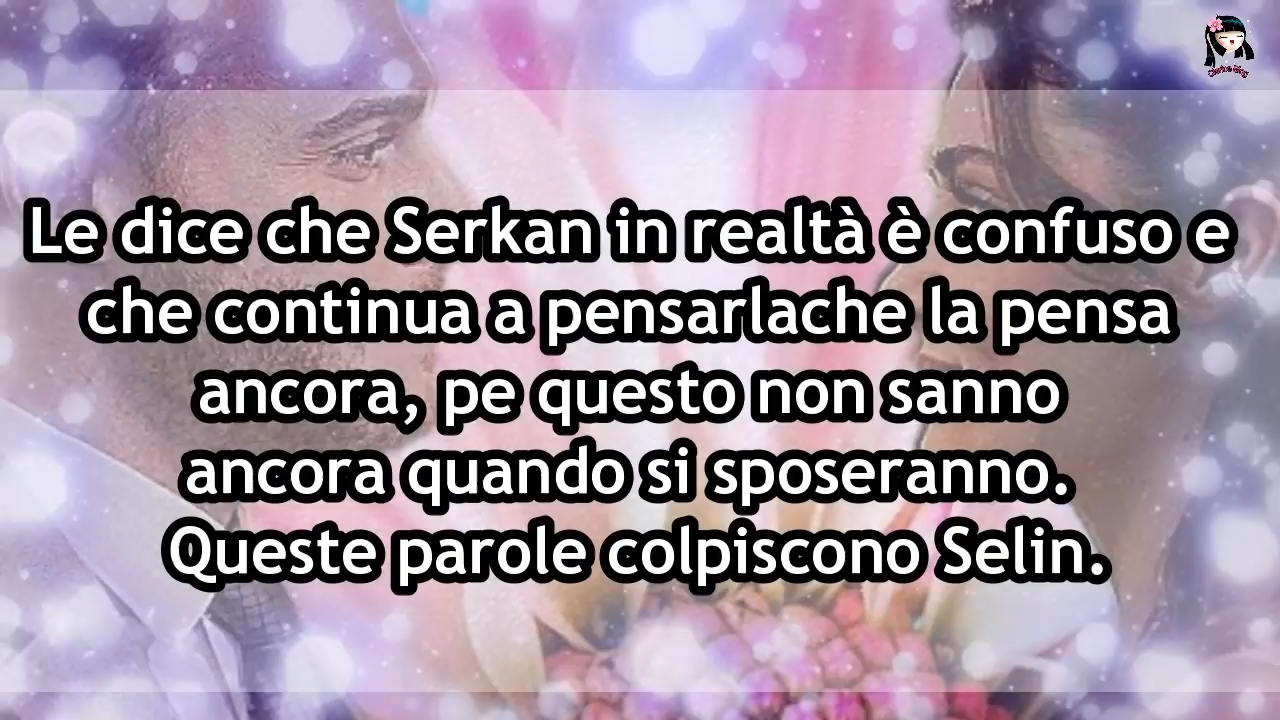 Le dice che Serkan in realtà è confuso e
che continua a pensarlache la pensa
ancora, pe questo non sanno
ancora quando si sposeranno.
Queste parole colpiscono Selin.